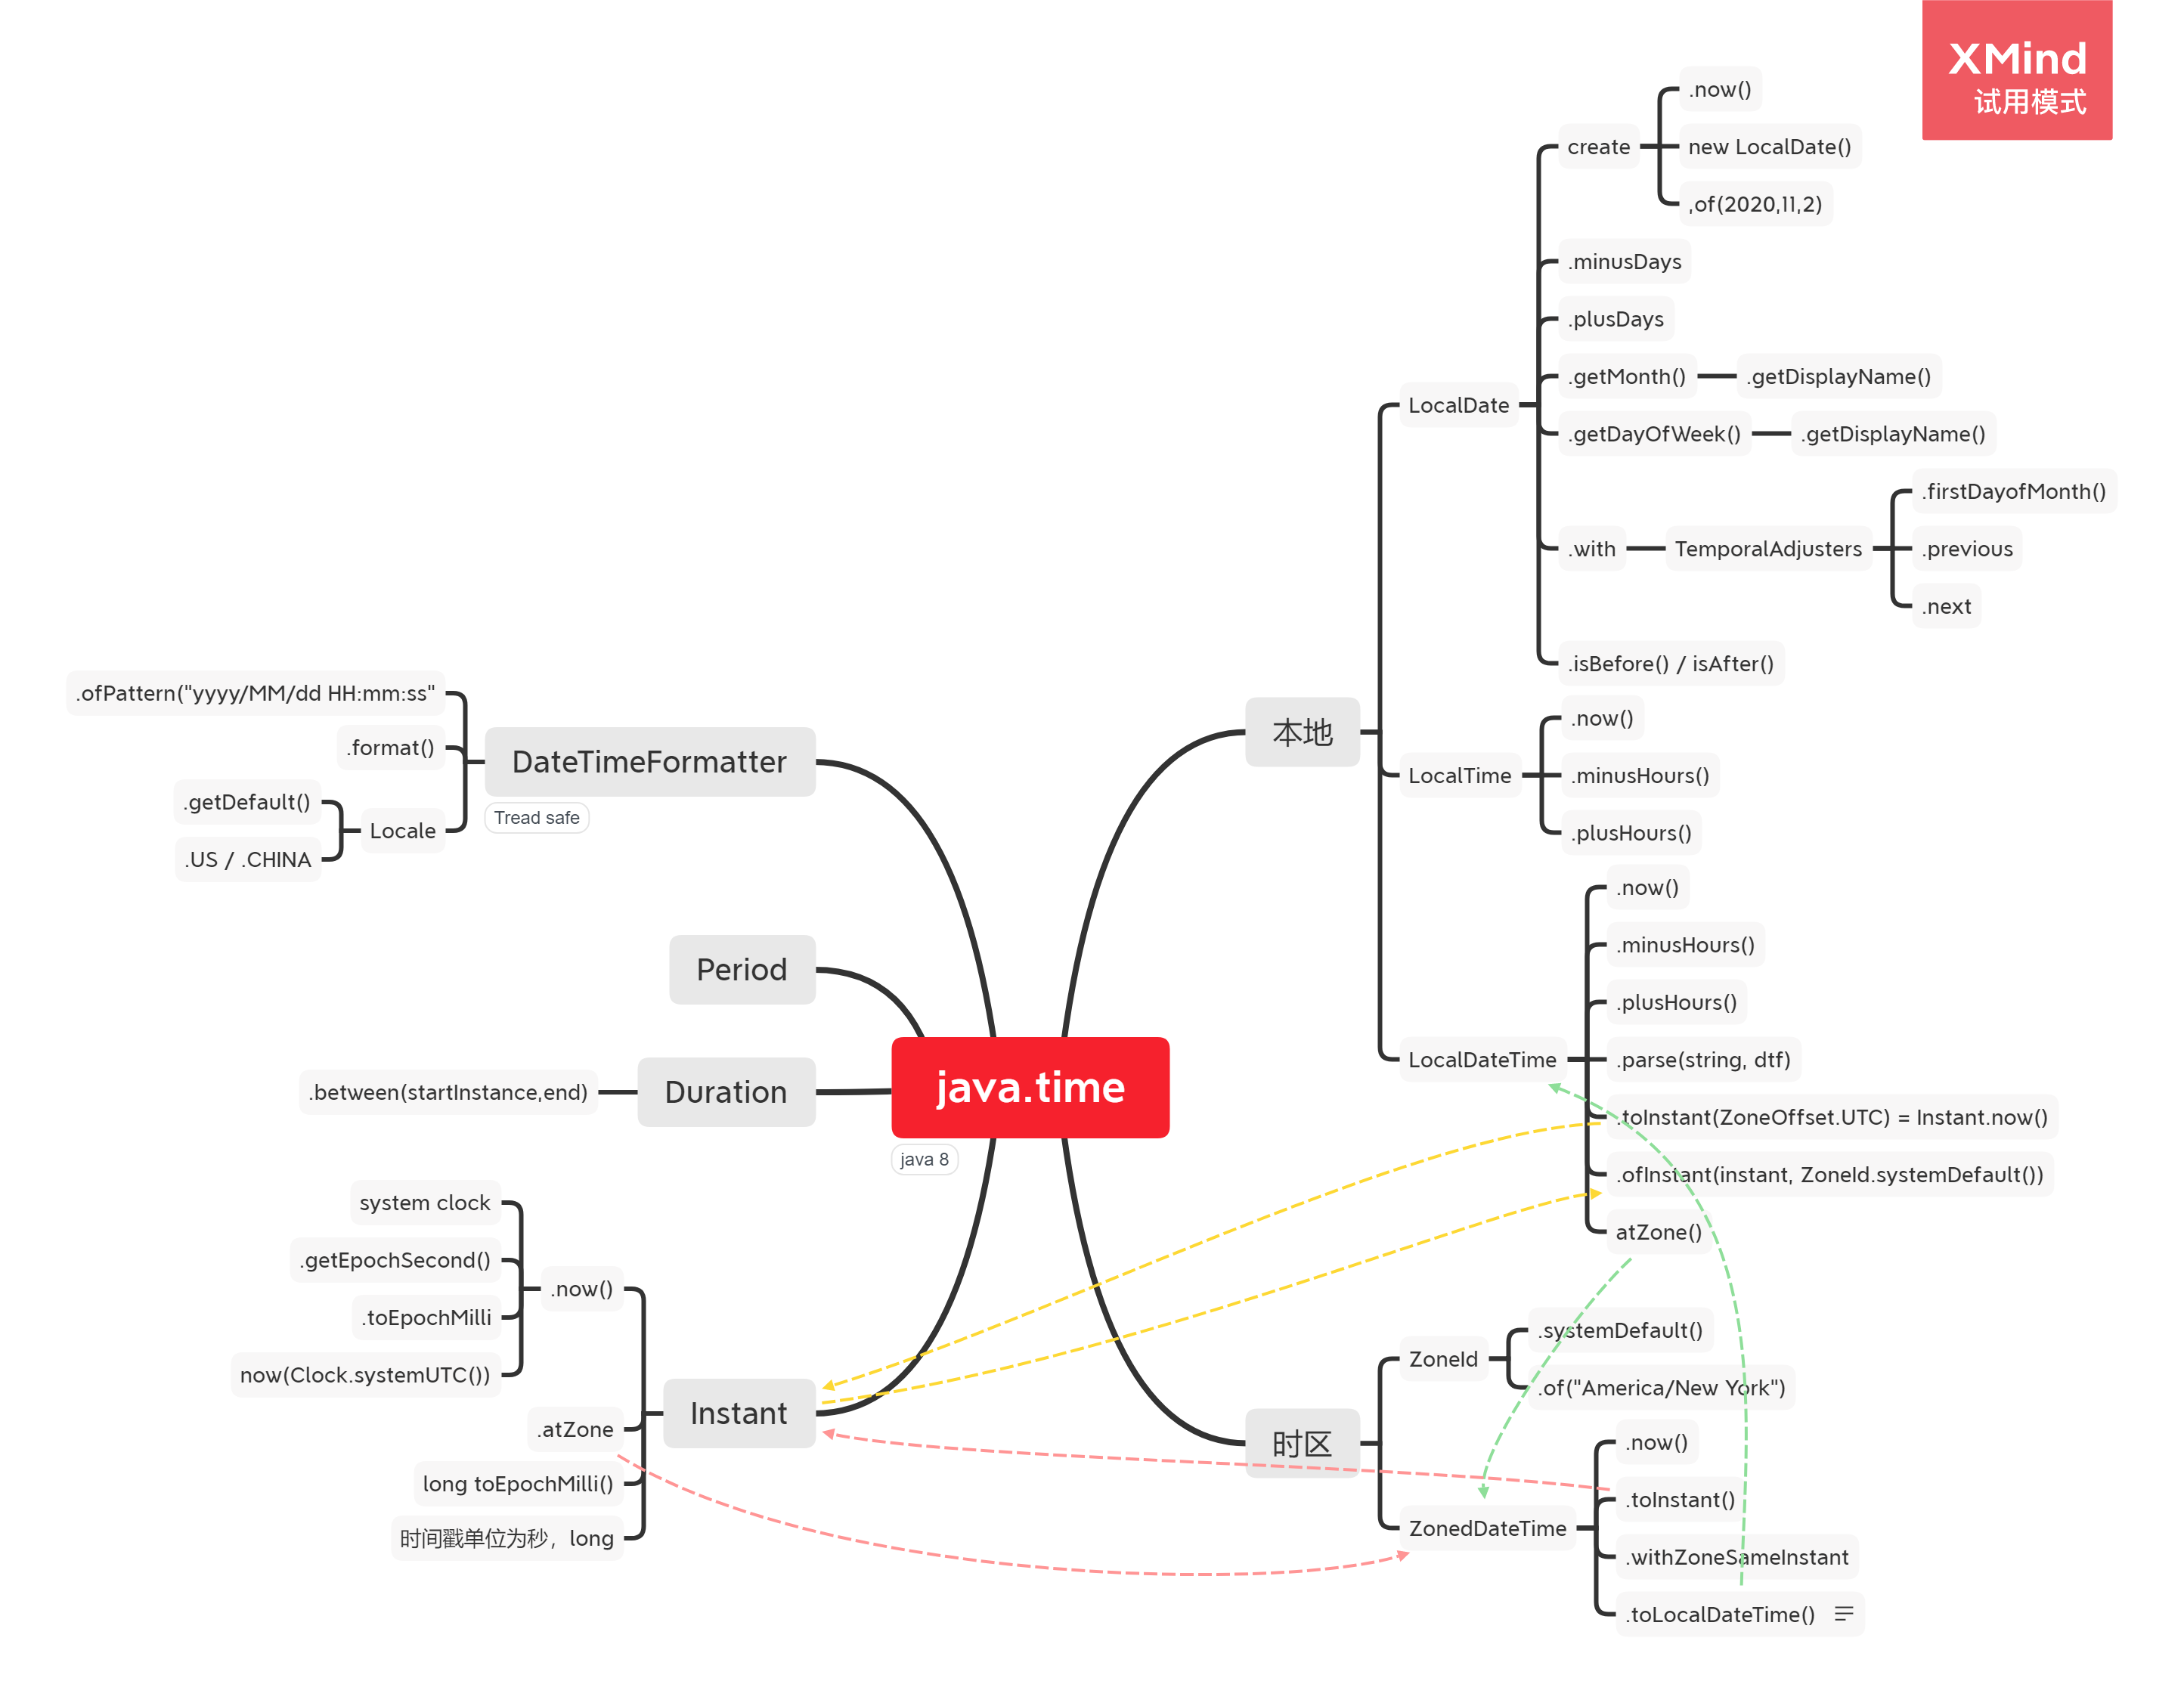 XMind
试用模式
java.time
java 8
本地
LocalDate
create
.now()
new LocalDate()
,of(2020,11,2)
.minusDays
.plusDays
.getMonth()
.getDisplayName()
.getDayOfWeek()
.getDisplayName()
.with
TemporalAdjusters
.firstDayofMonth()
.previous
.next
.isBefore() / isAfter()
LocalTime
.now()
.minusHours()
.plusHours()
LocalDateTime
.now()
.minusHours()
.plusHours()
.parse(string, dtf)
.toInstant(ZoneOffset.UTC) = Instant.now()
.ofInstant(instant, ZoneId.systemDefault())
atZone()
时区
ZoneId
.systemDefault()
.of("America/New York")
ZonedDateTime
.now()
.toInstant()
.withZoneSameInstant
.toLocalDateTime()
DateTimeFormatter
Tread safe
.ofPattern("yyyy/MM/dd HH:mm:ss"
.format()
Locale
.getDefault()
.US / .CHINA
Period
Duration
.between(startInstance,end)
Instant
.now()
system clock
.getEpochSecond()
.toEpochMilli
now(Clock.systemUTC())
.atZone
long toEpochMilli()
时间戳单位为秒，long